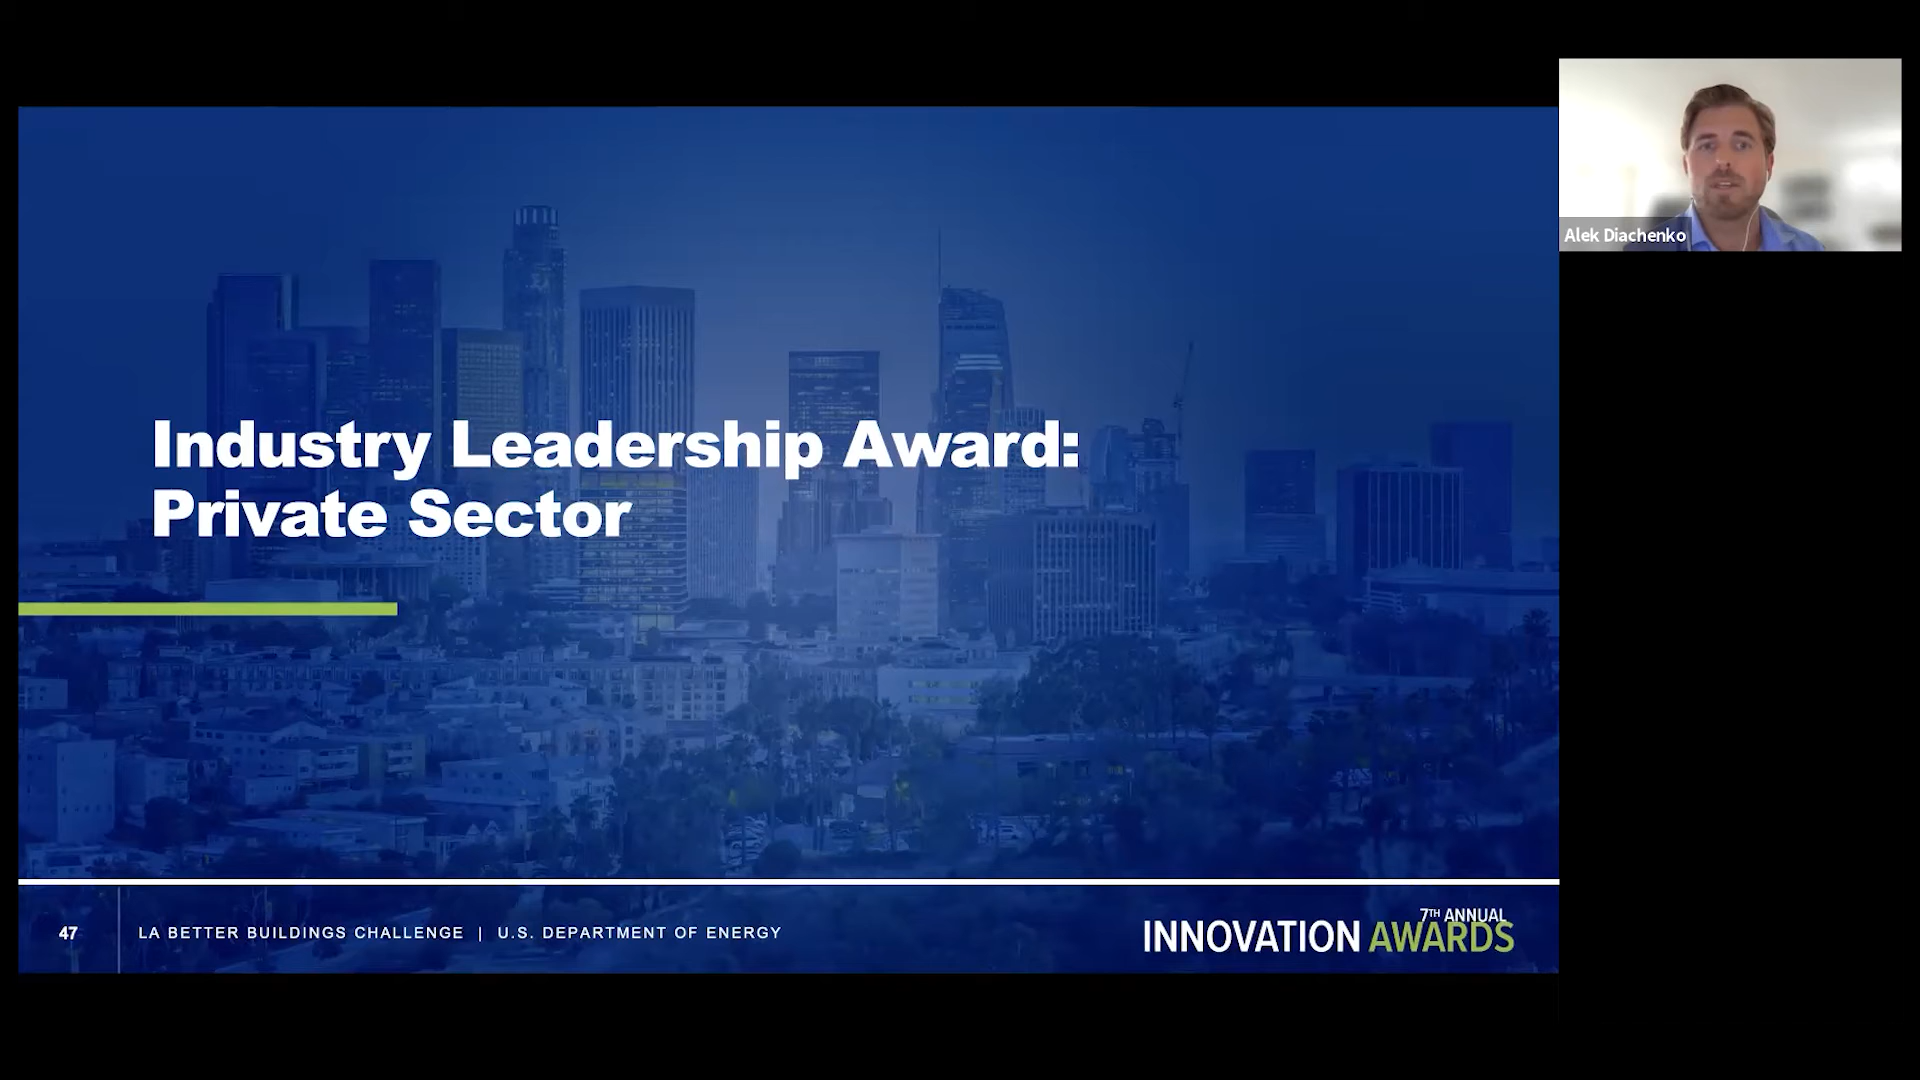 Alek Diachenko
Industry Leadership Award:
Private Sector
47
LA BETTER BUILDINGS CHALLENGE | U.S. DEPARTMENT OF ENERGY
7TH ANNUAL
INNOVATION AWARDS